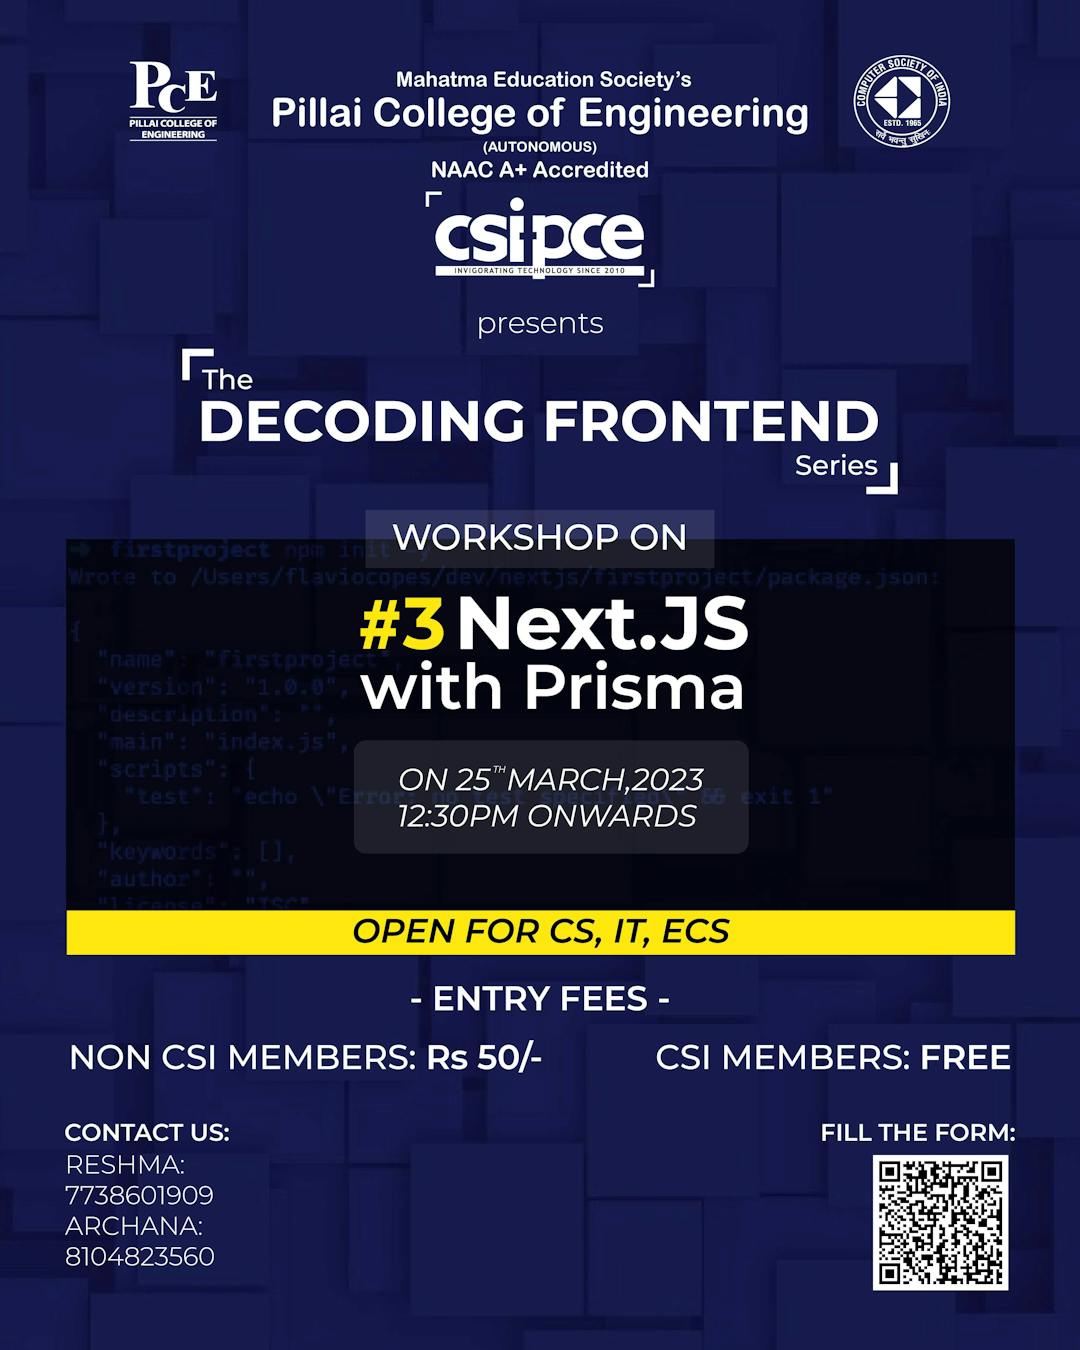 PCE
PILLAI COLLEGE OF
ENGINEERING
Mahatma Education Society's
Pillai College of Engineering
(AUTONOMOUS)
NAAC A+ Accredited
COMPUTER SOCIETY OF INDIA
ESTD. 1965
सर्वे भवन्तु सुखिनः
csipce
INVIGORATING TECHNOLOGY SINCE 2010
presents
The
DECODING FRONTEND
Series
WORKSHOP ON
firstproject npm init -y
Wrote to /Users/flaviocopes/dev/nextjs/firstproject/package.json:
#3 Next.JS
with Prisma
{
"name": "firstproject",
"version": "1.0.0",
"description": "",
"main": "index.js",
"scripts": {
"test": "echo \"Error: no test specified\" && exit 1"
},
"keywords": [],
"author": "",
"license": "ISC"
ON 25TH MARCH,2023
12:30PM ONWARDS
OPEN FOR CS, IT, ECS
- ENTRY FEES -
NON CSI MEMBERS: Rs 50/-
CSI MEMBERS: FREE
CONTACT US:
RESHMA:
7738601909
ARCHANA:
8104823560
FILL THE FORM: